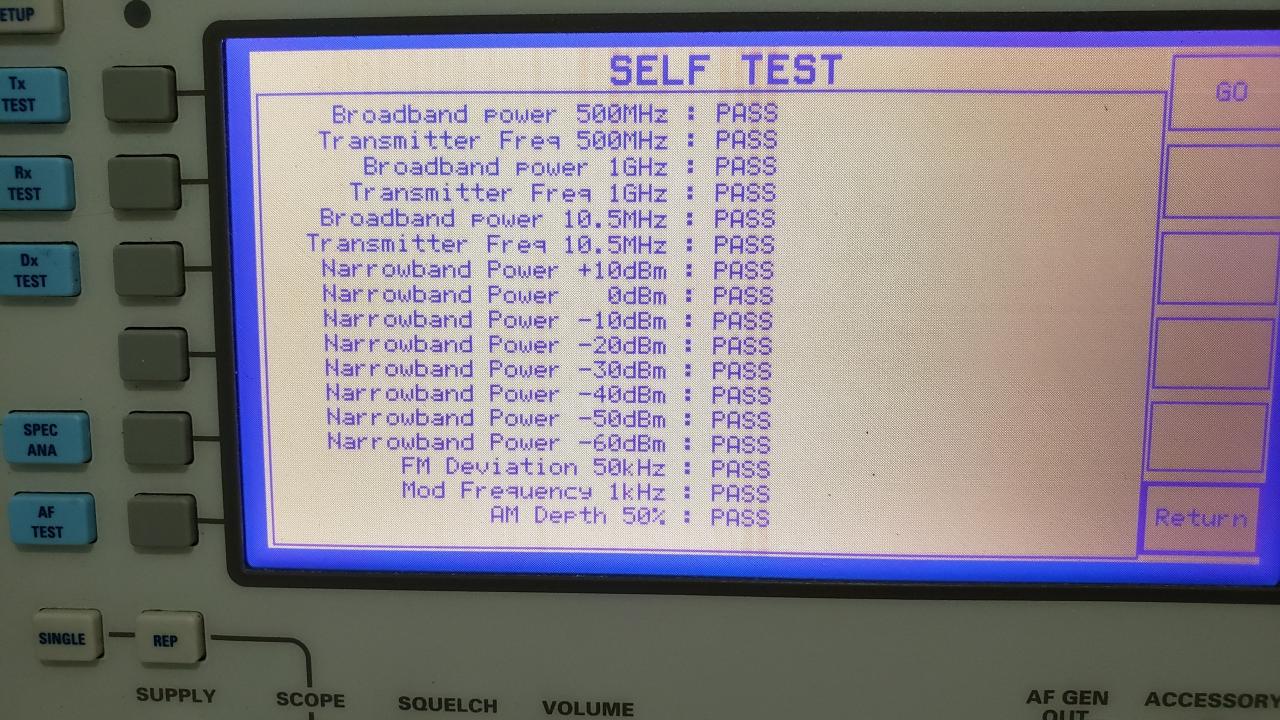 ETUP
SELF TEST
GO
Broadband power 500MHz : PASS
Transmitter Freq 500MHz : PASS
Broadband power 1GHz : PASS
Transmitter Freq 1GHz : PASS
Broadband power 10.5MHz : PASS
Transmitter Freq 10.5MHz : PASS
Narrowband Power +10dBm : PASS
Narrowband Power 0dBm : PASS
Narrowband Power -10dBm : PASS
Narrowband Power -20dBm : PASS
Narrowband Power -30dBm : PASS
Narrowband Power -40dBm : PASS
Narrowband Power -50dBm : PASS
Narrowband Power -60dBm : PASS
FM Deviation 50kHz : PASS
Mod Frequency 1kHz : PASS
AM Depth 50% : PASS
Return
Tx
TEST
Rx
TEST
Dx
TEST
SPEC
ANA
AF
TEST
SINGLE
REP
SUPPLY
SCOPE
SQUELCH
VOLUME
AF GEN
OUT
ACCESSORY